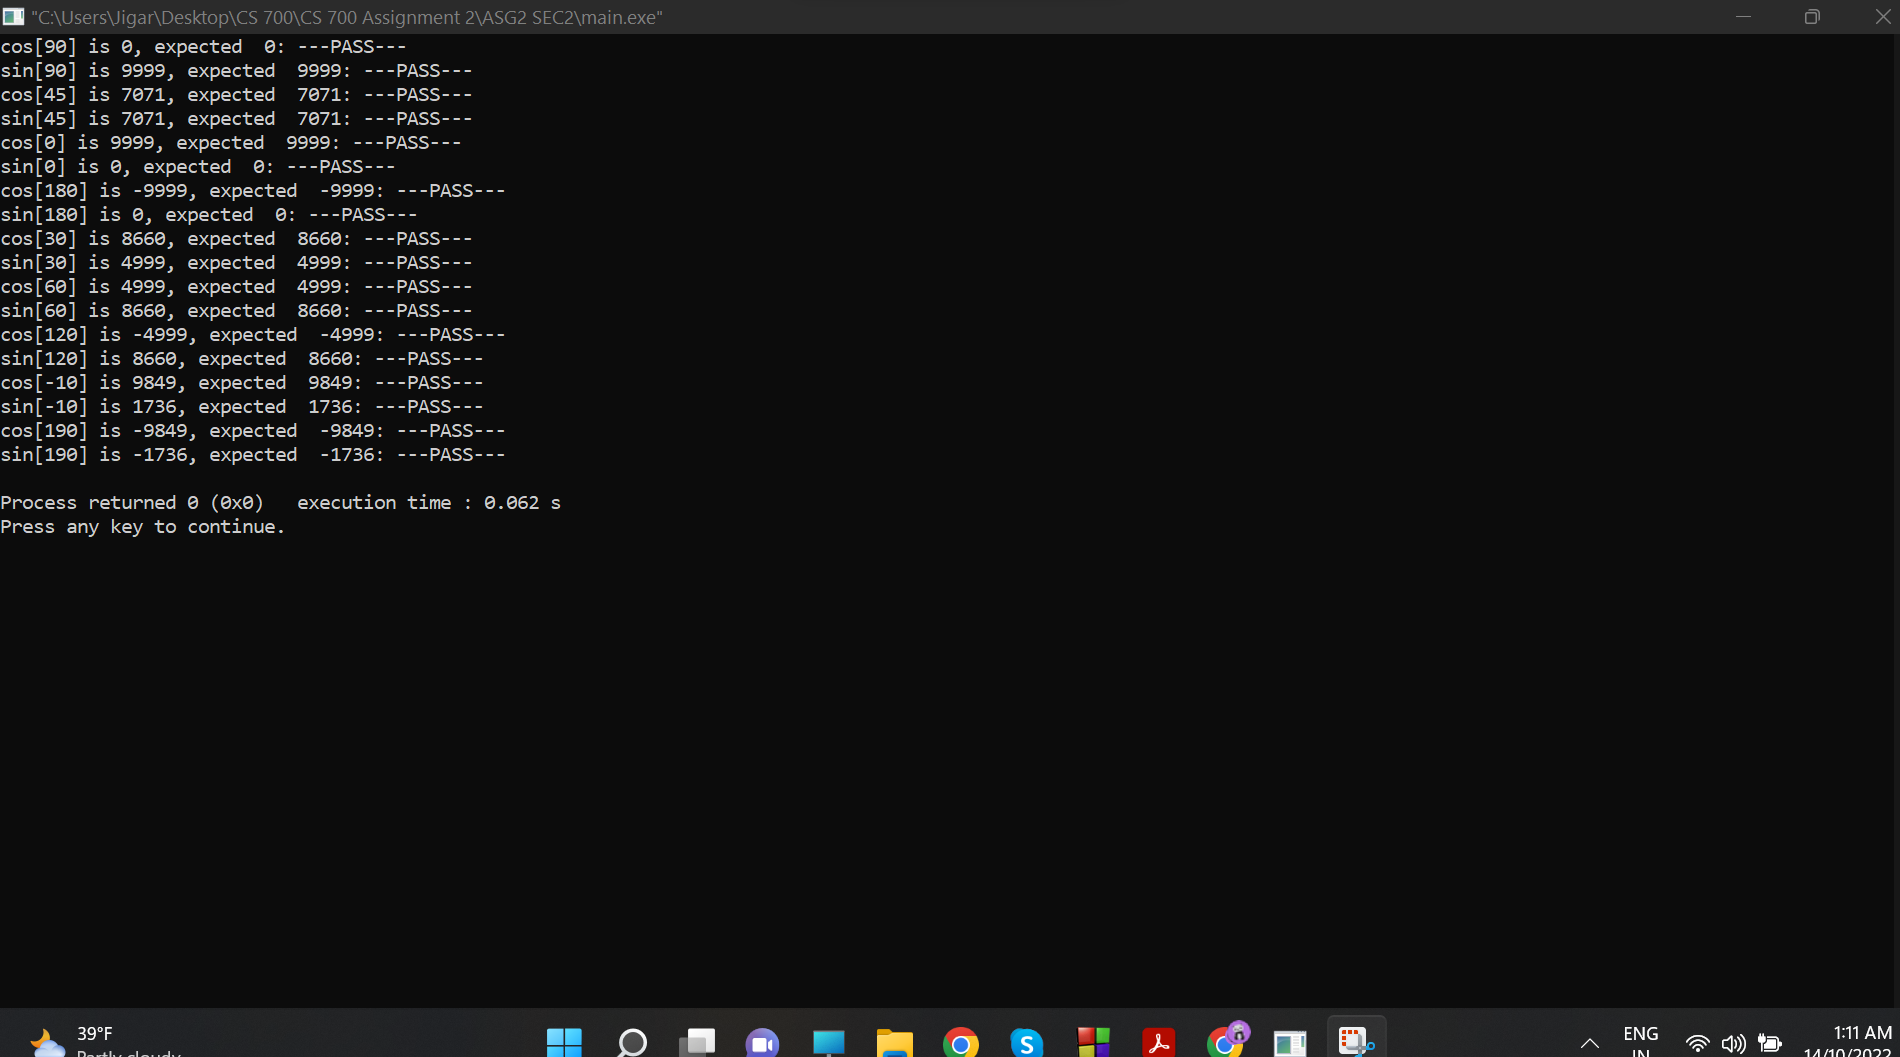 "C:\Users\Jigar\Desktop\CS 700\CS 700 Assignment 2\ASG2 SEC2\main.exe"
cos[90] is 0, expected  0: ---PASS---
sin[90] is 9999, expected  9999: ---PASS---
cos[45] is 7071, expected  7071: ---PASS---
sin[45] is 7071, expected  7071: ---PASS---
cos[0] is 9999, expected  9999: ---PASS---
sin[0] is 0, expected  0: ---PASS---
cos[180] is -9999, expected  -9999: ---PASS---
sin[180] is 0, expected  0: ---PASS---
cos[30] is 8660, expected  8660: ---PASS---
sin[30] is 4999, expected  4999: ---PASS---
cos[60] is 4999, expected  4999: ---PASS---
sin[60] is 8660, expected  8660: ---PASS---
cos[120] is -4999, expected  -4999: ---PASS---
sin[120] is 8660, expected  8660: ---PASS---
cos[-10] is 9849, expected  9849: ---PASS---
sin[-10] is 1736, expected  1736: ---PASS---
cos[190] is -9849, expected  -9849: ---PASS---
sin[190] is -1736, expected  -1736: ---PASS---
Process returned 0 (0x0)   execution time : 0.062 s
Press any key to continue.
39°F
Partly cloudy
S
ENG
IN
1:11 AM